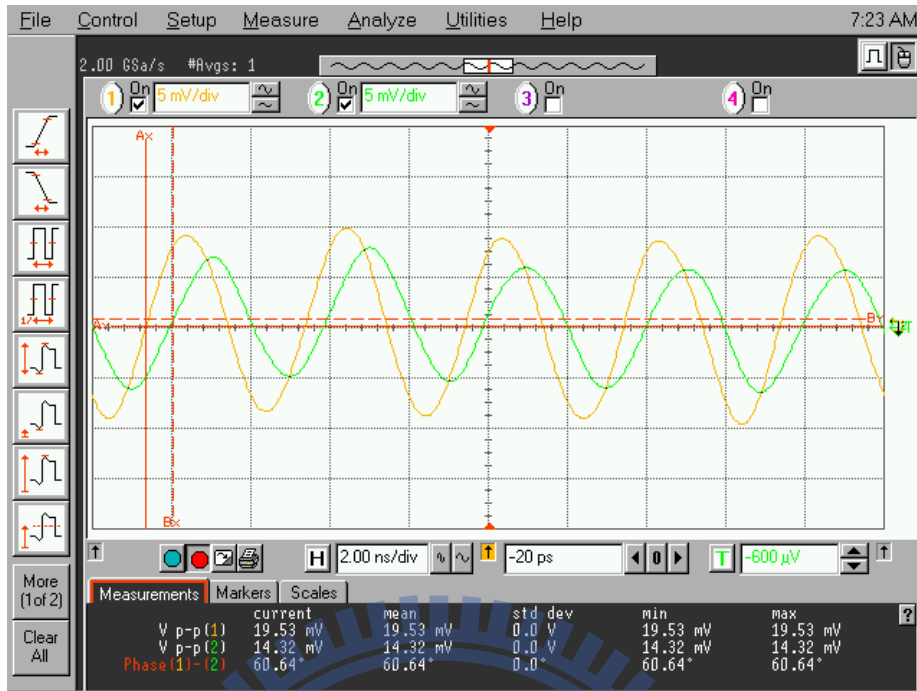 File Control Setup Measure Analyze Utilities Help 7:23 AM
2.00 GSa/s #Avgs: 1
1 On 5 mV/div 2 On 5 mV/div 3 On 4 On
Ax
Ay By
Bx
T
1/
H 2.00 ns/div -20 ps 0 T -600 µV
More
(1of 2)
Clear
All
Measurements Markers Scales
current mean std dev min max ?
V p-p(1) 19.53 mV 19.53 mV 0.0 V 19.53 mV 19.53 mV
V p-p(2) 14.32 mV 14.32 mV 0.0 V 14.32 mV 14.32 mV
Phase(1)-(2) 60.64° 60.64° 0.0° 60.64° 60.64°